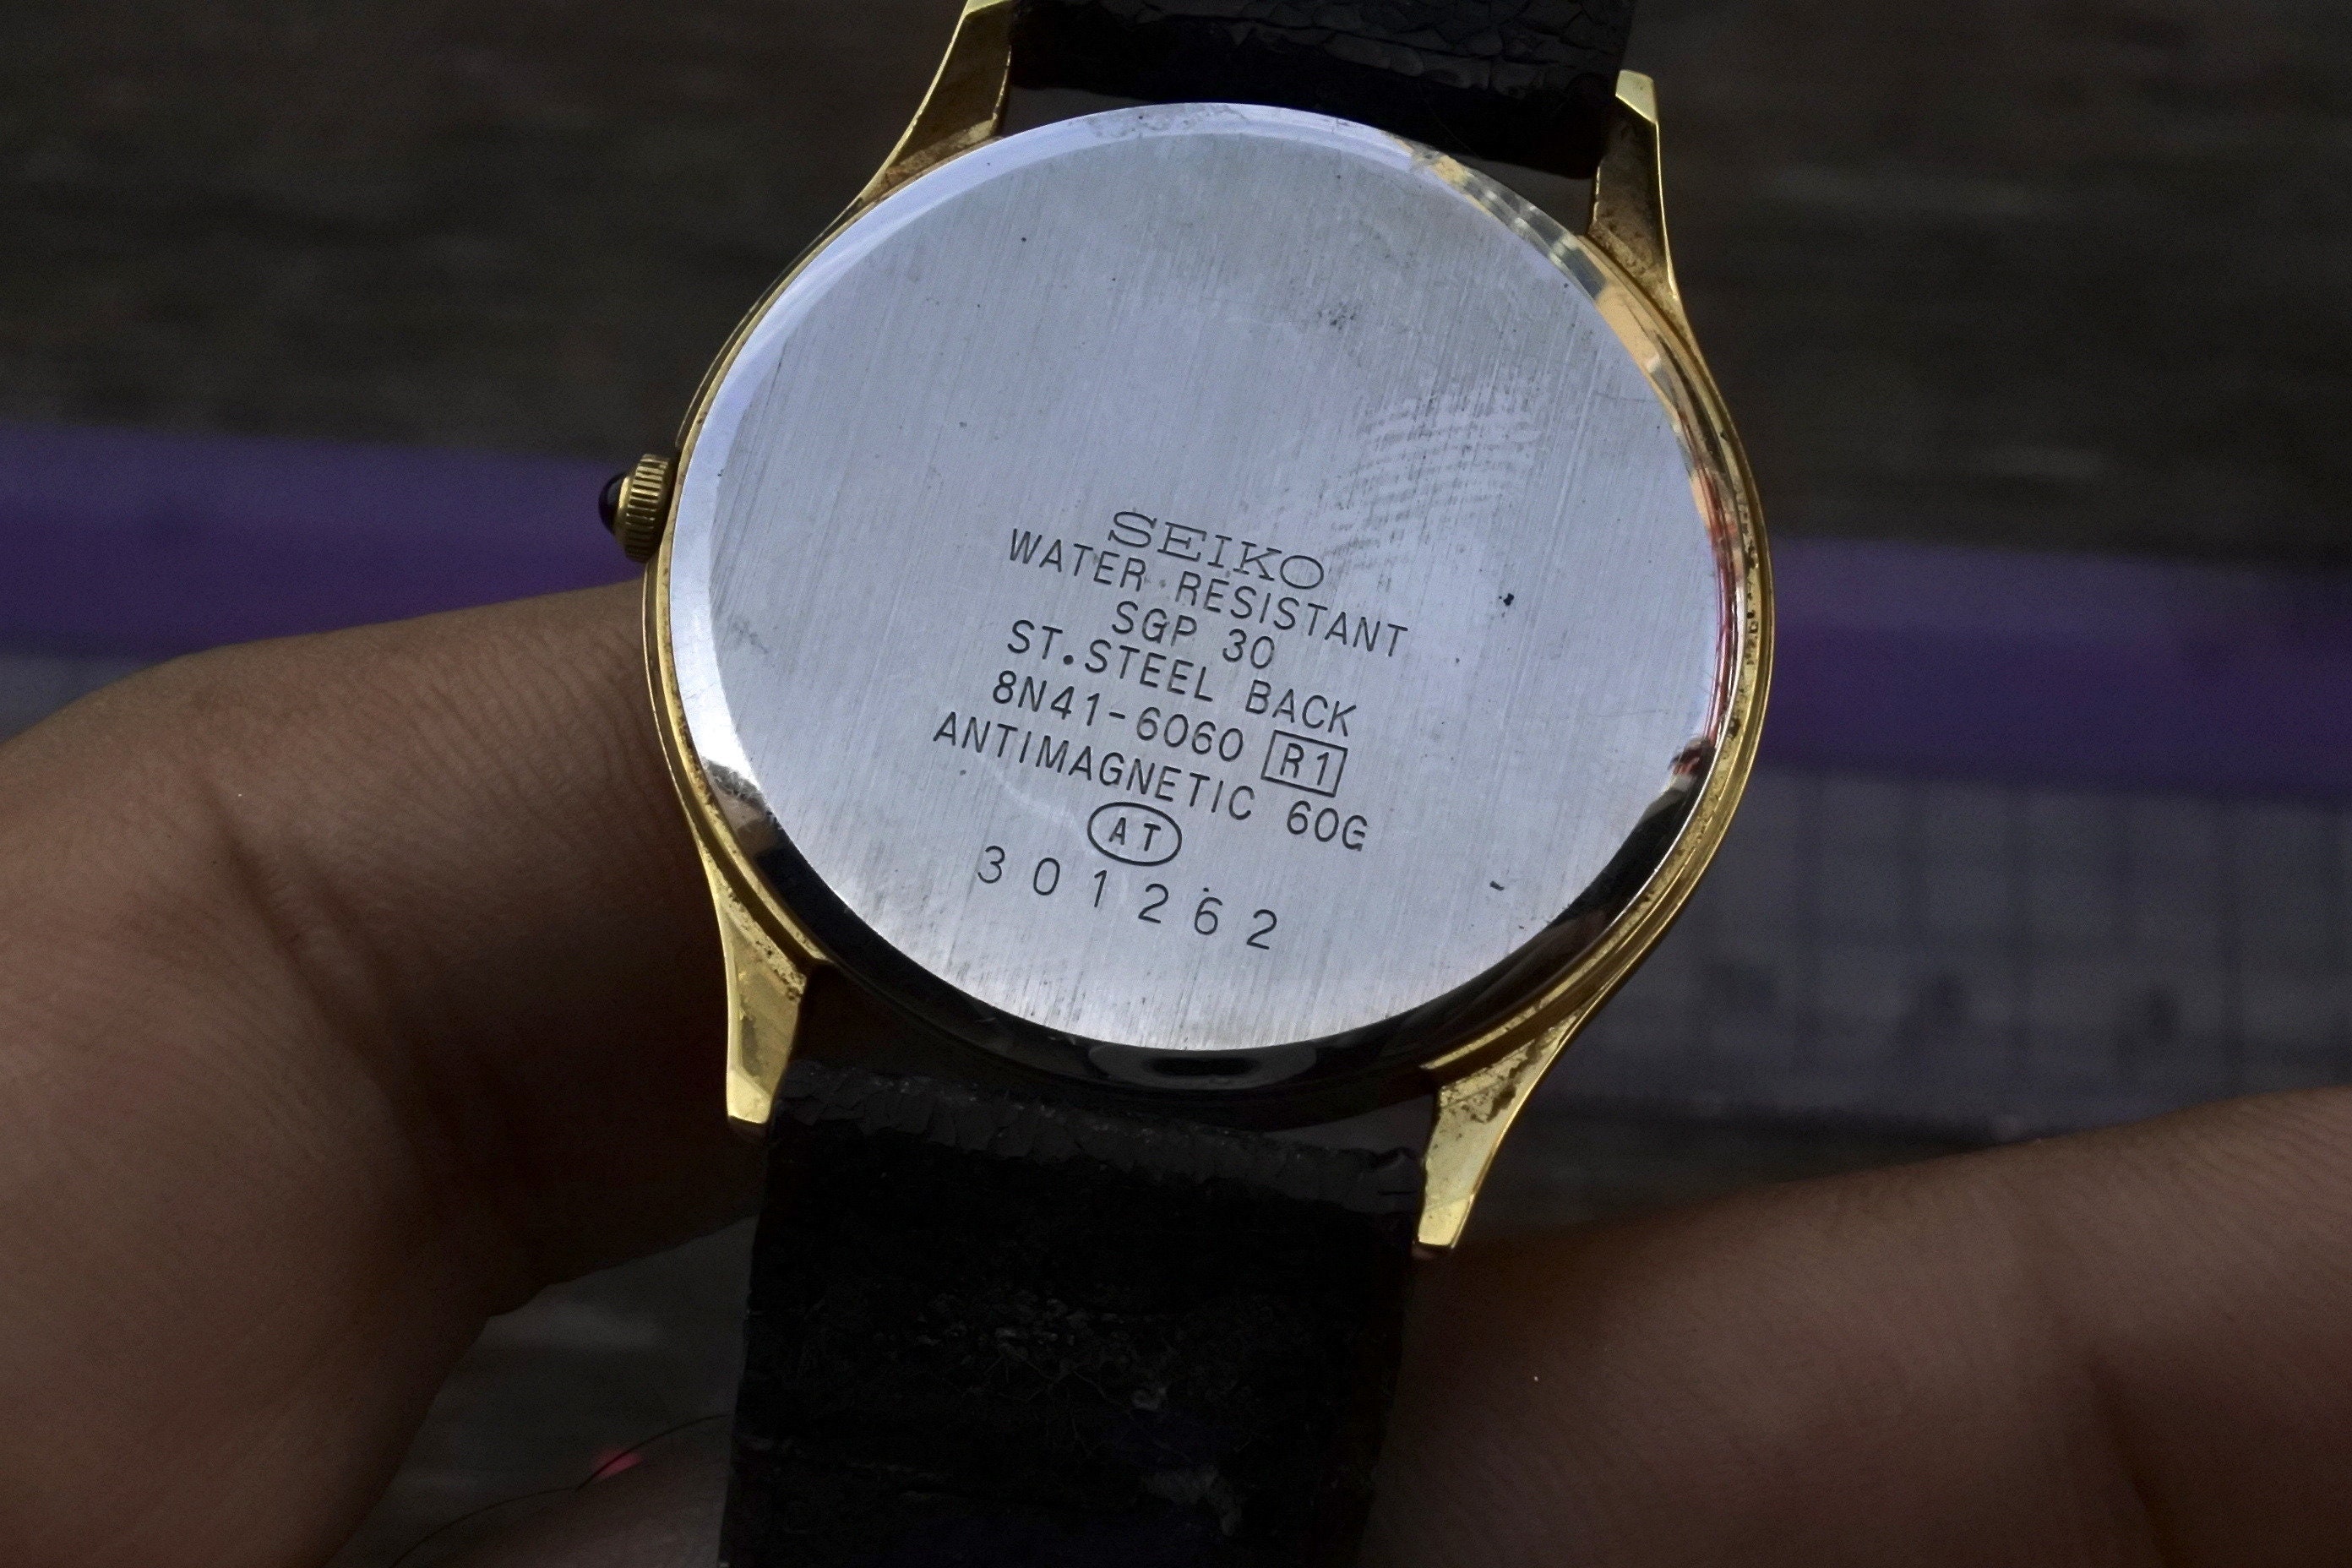 SEIKO
WATER RESISTANT
SGP 30
ST.STEEL BACK
8N41-6060 R1
ANTIMAGNETIC 60G
AT
301262